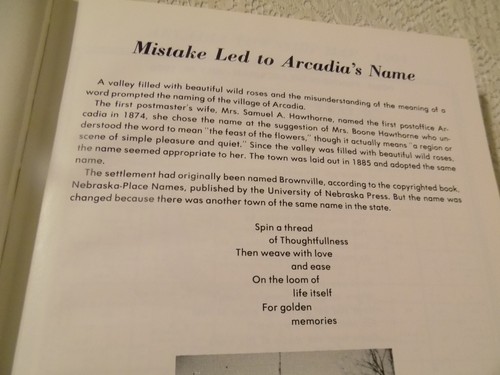 Mistake Led to Arcadia's Name
A valley filled with beautiful wild roses and the misunderstanding of the meaning of a
word prompted the naming of the village of Arcadia.
The first postmaster's wife, Mrs. Samuel A. Hawthorne, named the first postoffice Ar-
cadia in 1874, she chose the name at the suggestion of Mrs. Boone Hawthorne who un-
derstood the word to mean "the feast of the flowers," though it actually means "a region or
scene of simple pleasure and quiet." Since the valley was filled with beautiful wild roses,
the name seemed appropriate to her. The town was laid out in 1885 and adopted the same
name.
The settlement had originally been named Brownville, according to the copyrighted book,
Nebraska-Place Names, published by the University of Nebraska Press. But the name was
changed because there was another town of the same name in the state.
Spin a thread
of Thoughtfulness
Then weave with love
and ease
On the loom of
life itself
For golden
memories